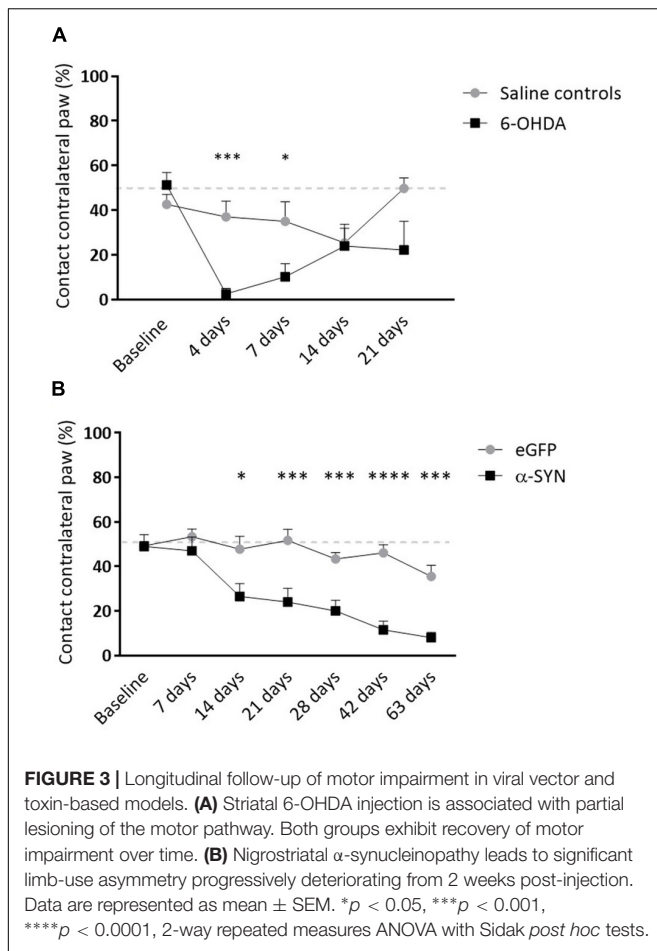 A
Contact contralateral paw (%)
100
80
60
40
20
0
*** *
Baseline
4 days
7 days
14 days
21 days
Saline controls
6-OHDA
B
Contact contralateral paw (%)
100
80
60
40
20
0
* *** *** **** ***
Baseline
7 days
14 days
21 days
28 days
42 days
63 days
eGFP
α-SYN
FIGURE 3 | Longitudinal follow-up of motor impairment in viral vector and
toxin-based models. (A) Striatal 6-OHDA injection is associated with partial
lesioning of the motor pathway. Both groups exhibit recovery of motor
impairment over time. (B) Nigrostriatal α-synucleinopathy leads to significant
limb-use asymmetry progressively deteriorating from 2 weeks post-injection.
Data are represented as mean ± SEM. *p < 0.05, ***p < 0.001,
****p < 0.0001, 2-way repeated measures ANOVA with Sidak post hoc tests.